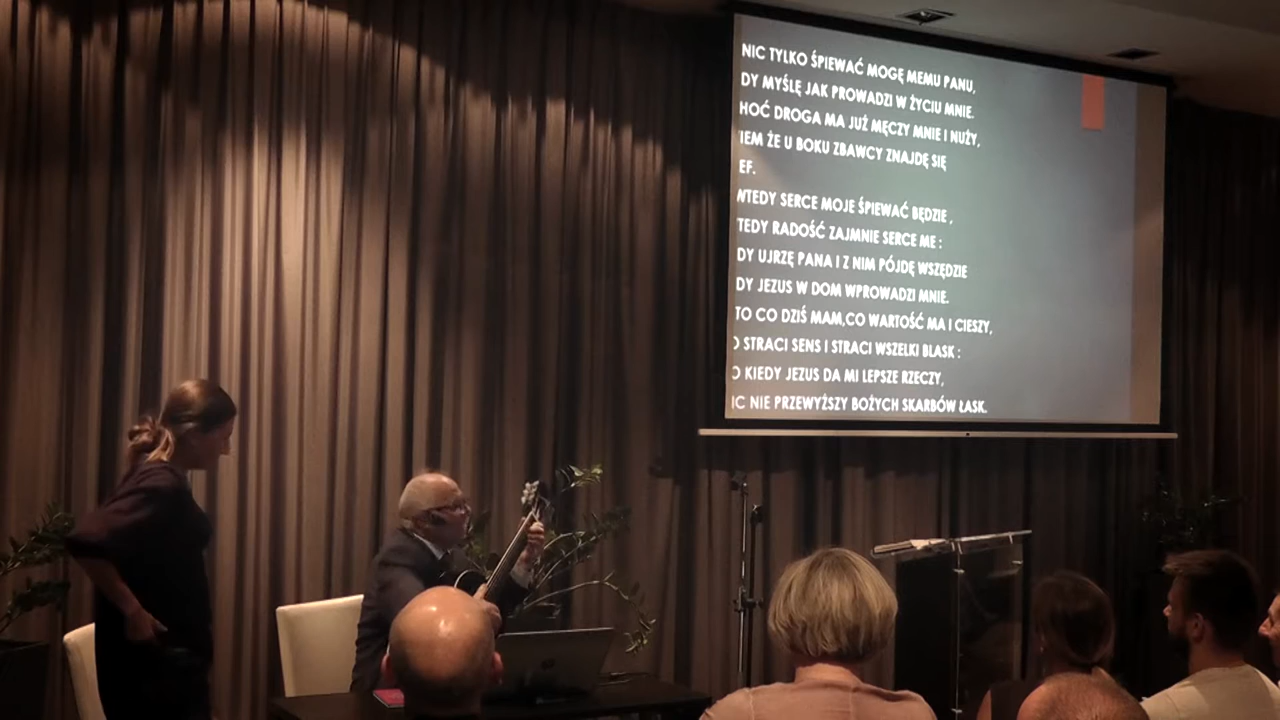 NIC TYLKO ŚPIEWAĆ MOGĘ MEMU PANU,
DY MYŚLĘ JAK PROWADZI W ŻYCIU MNIE.
HOĆ DROGA MA JUŻ MĘCZY MNIE I NUŻY,
IEM ŻE U BOKU ZBAWCY ZNAJDĘ SIĘ
EF.
WTEDY SERCE MOJE ŚPIEWAĆ BĘDZIE ,
TEDY RADOŚĆ ZAJMNIE SERCE ME :
DY UJRZĘ PANA I Z NIM PÓJDĘ WSZĘDZIE
DY JEZUS W DOM WPROWADZI MNIE.
TO CO DZIŚ MAM,CO WARTOŚĆ MA I CIESZY,
O STRACI SENS I STRACI WSZELKI BLASK :
O KIEDY JEZUS DA MI LEPSZE RZECZY,
IC NIE PRZEWYŻSZY BOŻYCH SKARBÓW ŁASK.